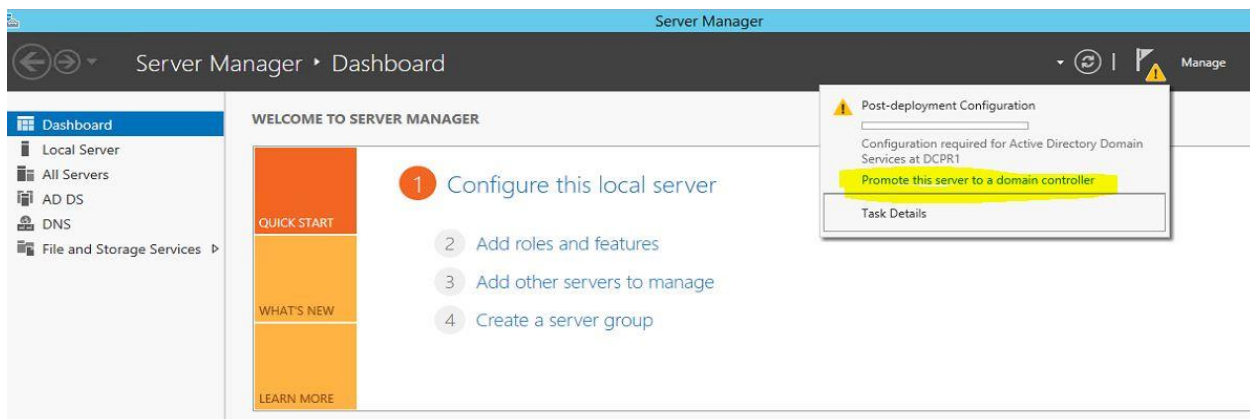 Server Manager
Server Manager • Dashboard
Manage
Dashboard
Local Server
All Servers
AD DS
DNS
File and Storage Services
WELCOME TO SERVER MANAGER
QUICK START
WHAT'S NEW
LEARN MORE
1 Configure this local server
2 Add roles and features
3 Add other servers to manage
4 Create a server group
Post-deployment Configuration
Configuration required for Active Directory Domain
Services at DCPR1
Promote this server to a domain controller
Task Details